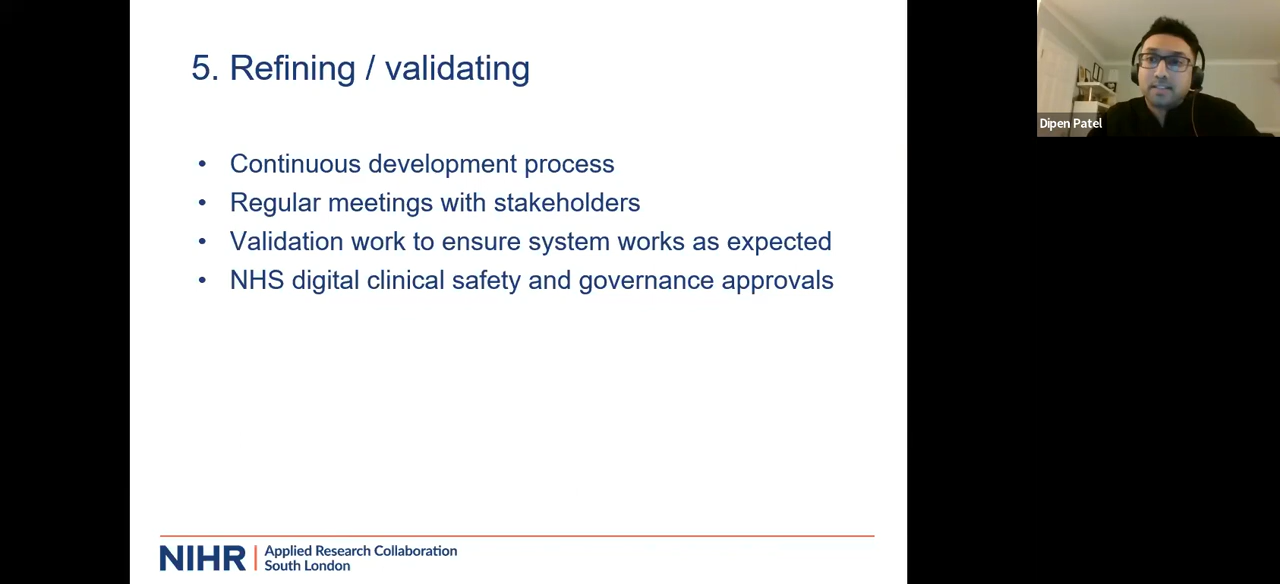 5. Refining / validating
• Continuous development process
• Regular meetings with stakeholders
• Validation work to ensure system works as expected
• NHS digital clinical safety and governance approvals
NIHR | Applied Research Collaboration
South London
Dipen Patel